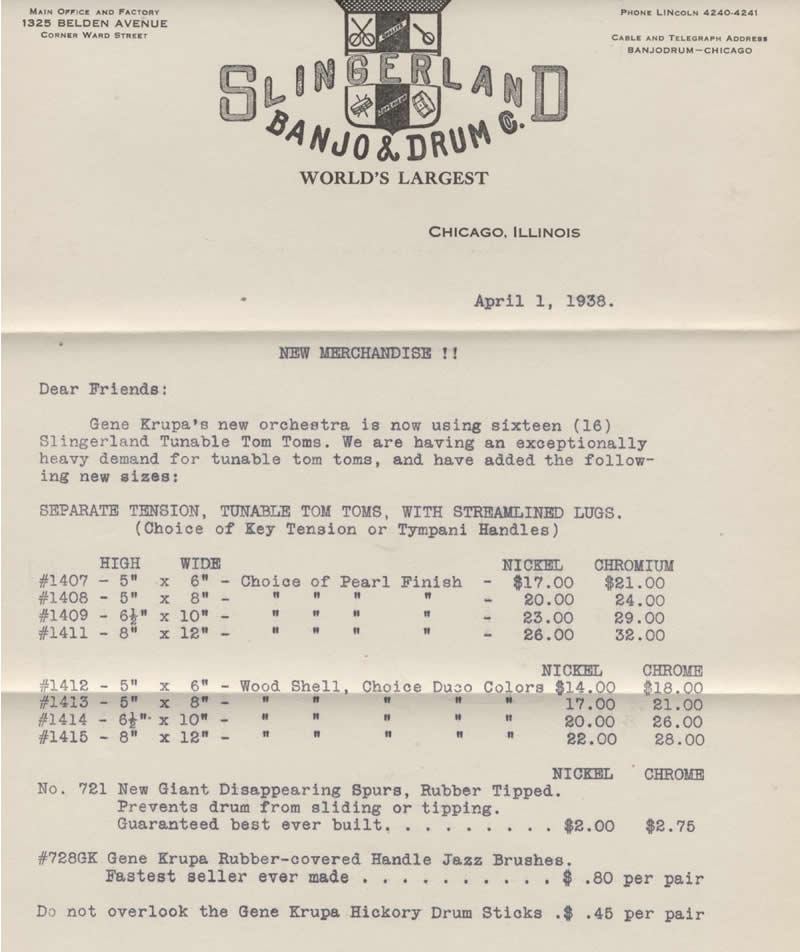 MAIN OFFICE AND FACTORY
1325 BELDEN AVENUE
CORNER WARD STREET
PHONE LINCOLN 4240-4241
CABLE AND TELEGRAPH ADDRESS
BANJODRUM—CHICAGO
SLINGERLAND
BANJO & DRUM CO.
WORLD'S LARGEST
CHICAGO, ILLINOIS
April 1, 1938.
NEW MERCHANDISE !!
Dear Friends:
Gene Krupa's new orchestra is now using sixteen (16)
Slingerland Tunable Tom Toms. We are having an exceptionally
heavy demand for tunable tom toms, and have added the follow-
ing new sizes:
SEPARATE TENSION, TUNABLE TOM TOMS, WITH STREAMLINED LUGS.
(Choice of Key Tension or Tympani Handles)
HIGH WIDE NICKEL CHROMIUM
#1407 - 5" x 6" - Choice of Pearl Finish - $17.00 $21.00
#1408 - 5" x 8" - " " " " - 20.00 24.00
#1409 - 6½" x 10" - " " " " - 23.00 29.00
#1411 - 8" x 12" - " " " " - 26.00 32.00
NICKEL CHROME
#1412 - 5" x 6" - Wood Shell, Choice Duco Colors $14.00 $18.00
#1413 - 5" x 8" - " " " " " 17.00 21.00
#1414 - 6½" x 10" - " " " " " 20.00 26.00
#1415 - 8" x 12" - " " " " " 22.00 28.00
NICKEL CHROME
No. 721 New Giant Disappearing Spurs, Rubber Tipped.
Prevents drum from sliding or tipping.
Guaranteed best ever built. . . . . . . . . . $2.00 $2.75
#728GK Gene Krupa Rubber-covered Handle Jazz Brushes.
Fastest seller ever made . . . . . . . . . . $ .80 per pair
Do not overlook the Gene Krupa Hickory Drum Sticks .$ .45 per pair